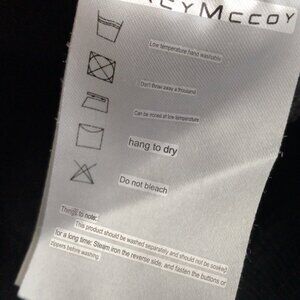 McCoy
Low temperature hand washable
Don't throw away a thousand
Can be ironed at low temperature
hang to dry
Do not bleach
Things to note:
This product should be washed separately and should not be soaked
for a long time: Steam iron the reverse side, and fasten the buttons or
zippers before washing.